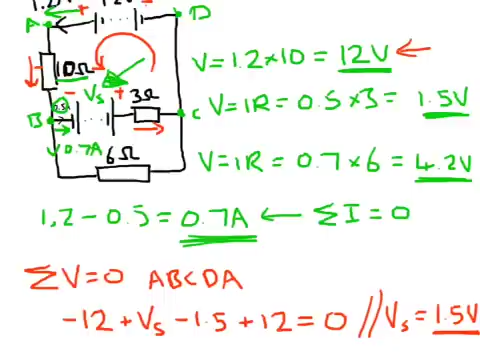 A + - D
10Ω
- Vs + 3Ω
B 0.5 C
0.7A
6Ω
V = 1.2 × 10 = 12V ←
V = IR = 0.5 × 3 = 1.5V
V = IR = 0.7 × 6 = 4.2V
1.2 - 0.5 = 0.7A ← ΣI = 0
ΣV = 0 ABCDA
-12 + Vs - 1.5 + 12 = 0 // Vs = 1.5V